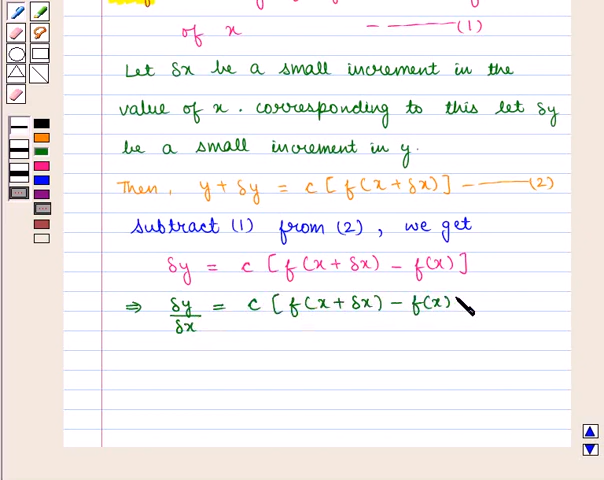 of x ———— (1)
Let δx be a small increment in the
value of x . corresponding to this let δy
be a small increment in y.
Then, y + δy = c [f(x + δx)] ———— (2)
subtract (1) from (2), we get
δy = c [f(x + δx) - f(x)]
⇒ δy/δx = c [f(x + δx) - f(x)